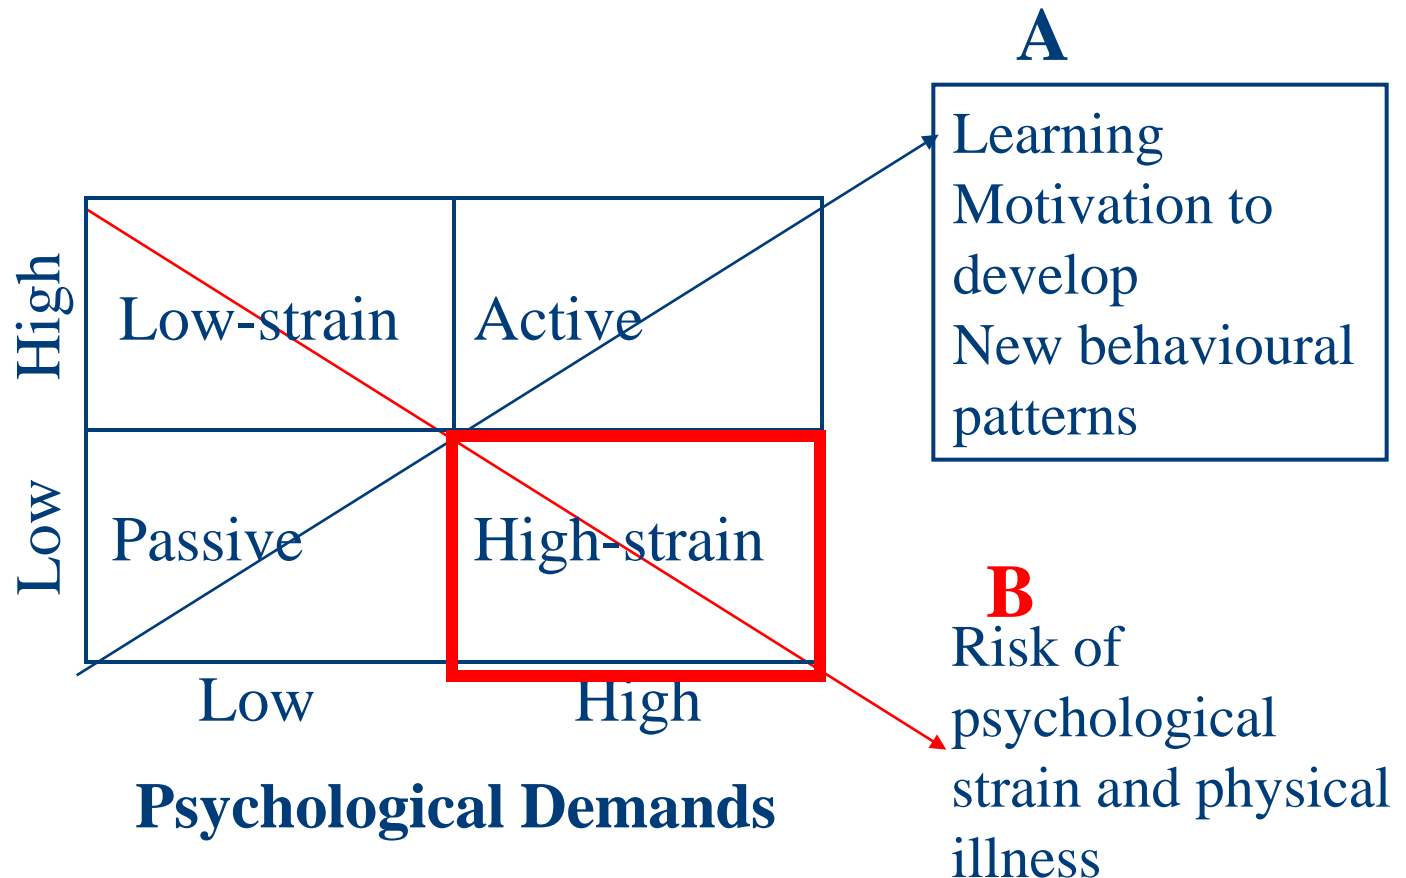 A
Learning
Motivation to
develop
New behavioural
patterns
High
Low-strain
Active
Low
Passive
High-strain
Low
High
Psychological Demands
B
Risk of
psychological
strain and physical
illness